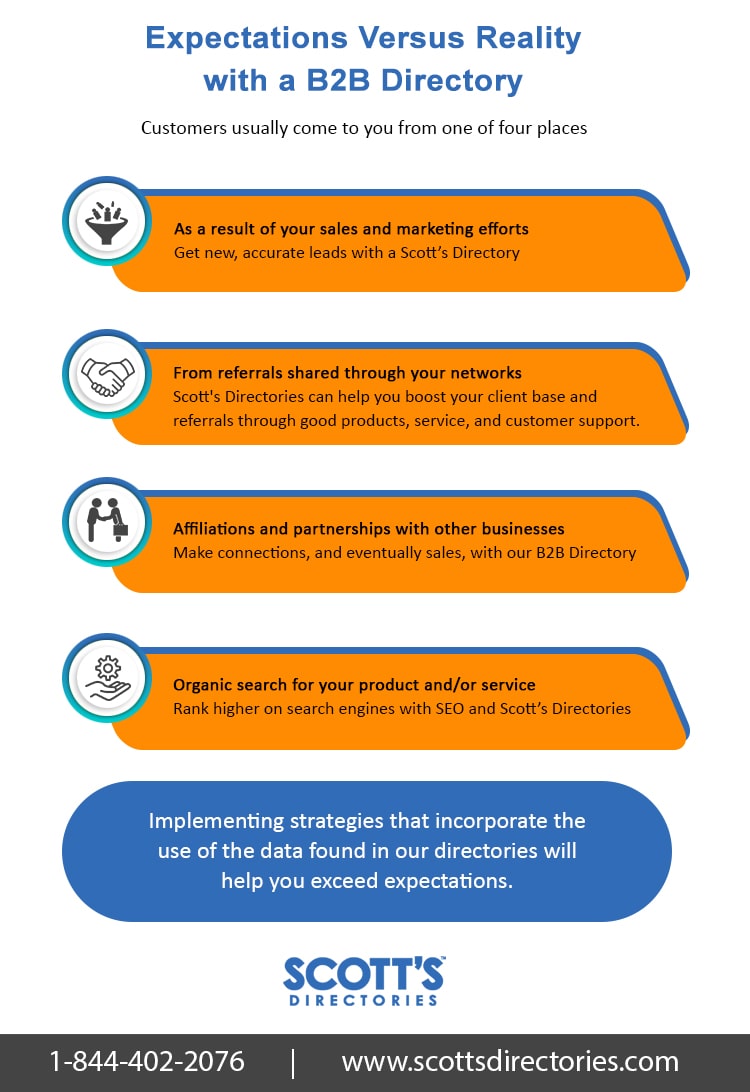 Expectations Versus Reality
with a B2B Directory
Customers usually come to you from one of four places
As a result of your sales and marketing efforts
Get new, accurate leads with a Scott’s Directory
From referrals shared through your networks
Scott's Directories can help you boost your client base and
referrals through good products, service, and customer support.
Affiliations and partnerships with other businesses
Make connections, and eventually sales, with our B2B Directory
Organic search for your product and/or service
Rank higher on search engines with SEO and Scott’s Directories
Implementing strategies that incorporate the
use of the data found in our directories will
help you exceed expectations.
SCOTT’S™
DIRECTORIES
1-844-402-2076 | www.scottsdirectories.com